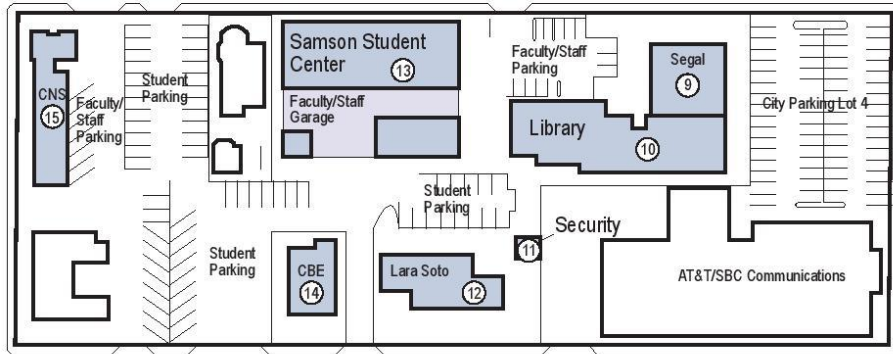 CNS
15
Faculty/
Staff
Parking
Student
Parking
Samson Student
Center
13
Faculty/Staff
Garage
Faculty/Staff
Parking
Segal
9
Library
10
City Parking Lot 4
Student
Parking
Security
11
Student
Parking
CBE
14
Lara Soto
12
AT&T/SBC Communications